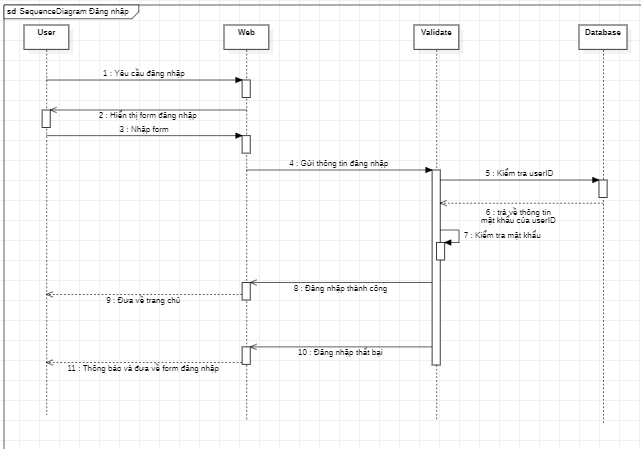 sd SequenceDiagram Đăng nhập
User
Web
Validate
Database
1 : Yêu cầu đăng nhập
2 : Hiển thị form đăng nhập
3 : Nhập form
4 : Gửi thông tin đăng nhập
5 : Kiểm tra userID
6 : trả về thông tin
mật khẩu của userID
7 : Kiểm tra mật khẩu
8 : Đăng nhập thành công
9 : Đưa về trang chủ
10 : Đăng nhập thất bại
11 : Thông báo và đưa về form đăng nhập